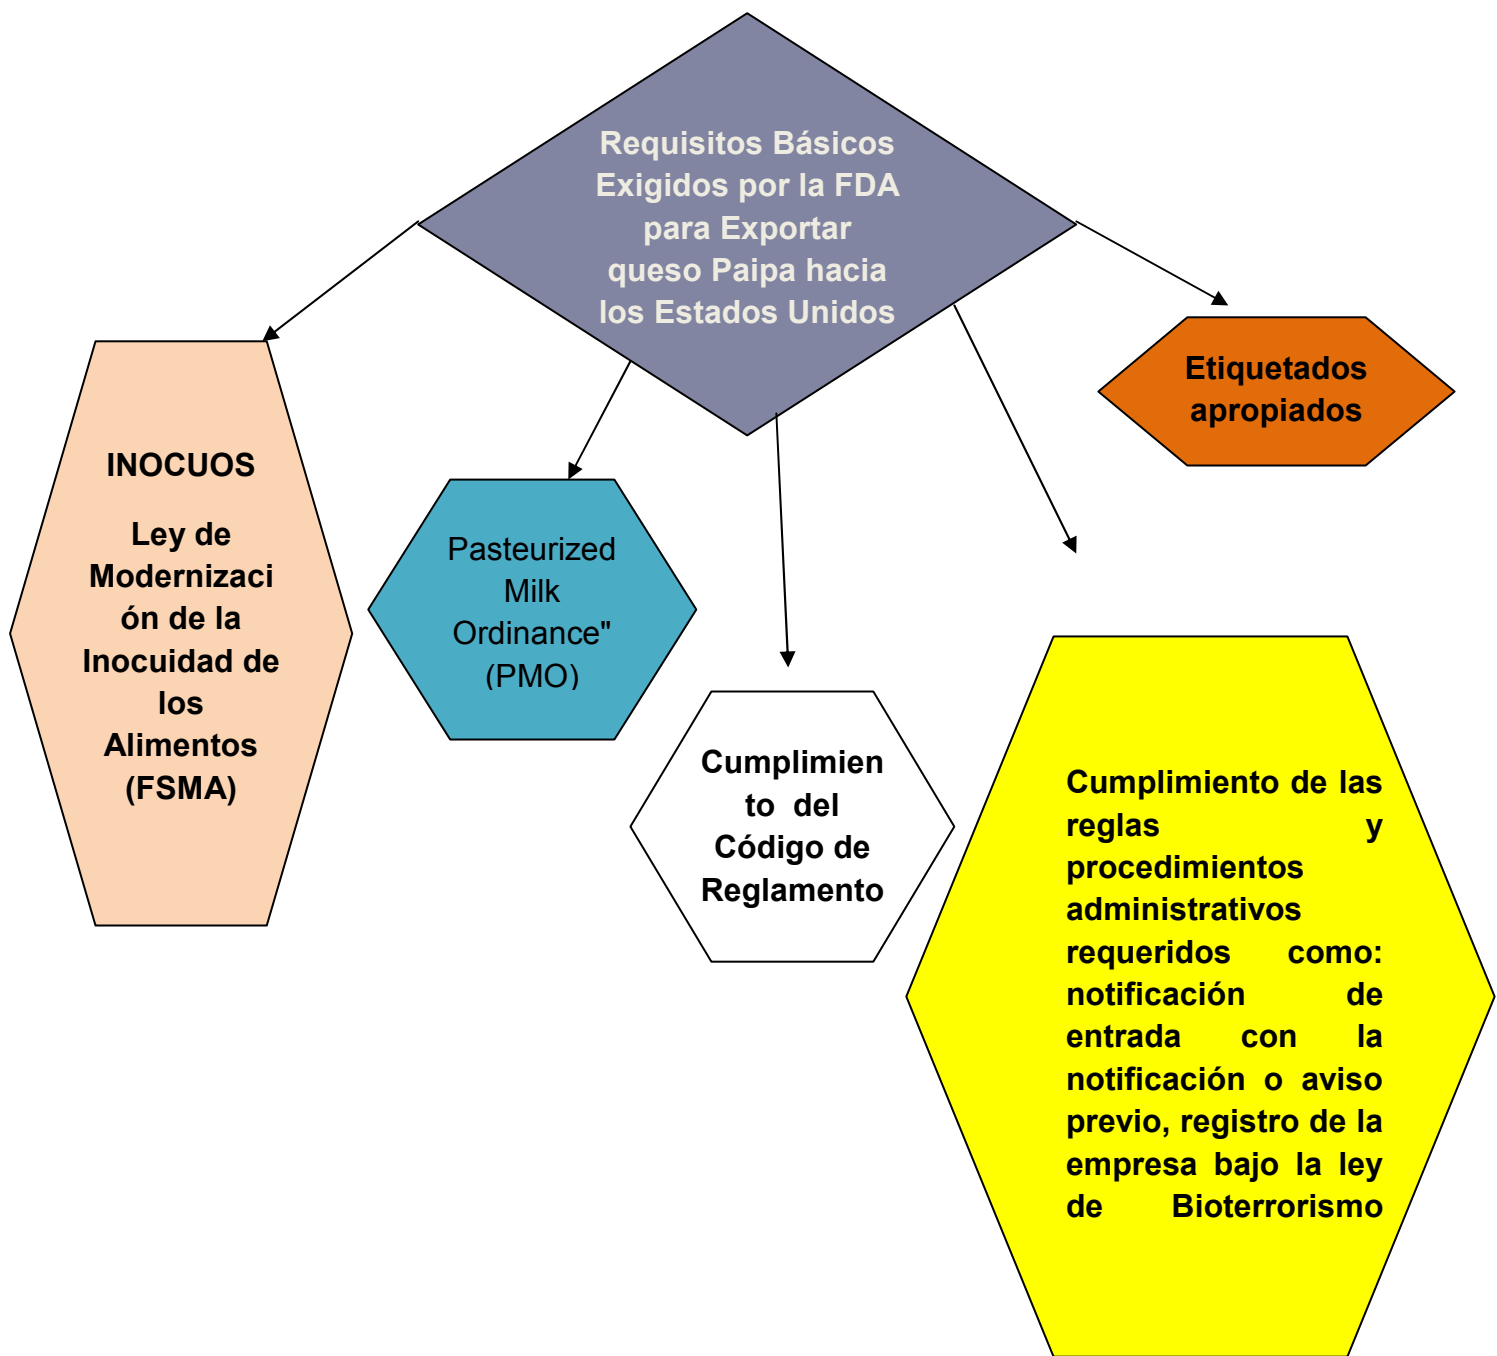 Requisitos Básicos
Exigidos por la FDA
para Exportar
queso Paipa hacia
los Estados Unidos
INOCUOS
Ley de
Modernizaci
ón de la
Inocuidad de
los
Alimentos
(FSMA)
Pasteurized
Milk
Ordinance"
(PMO)
Cumplimien
to del
Código de
Reglamento
Cumplimiento de las
reglas y
procedimientos
administrativos
requeridos como:
notificación de
entrada con la
notificación o aviso
previo, registro de la
empresa bajo la ley
de Bioterrorismo
Etiquetados
apropiados